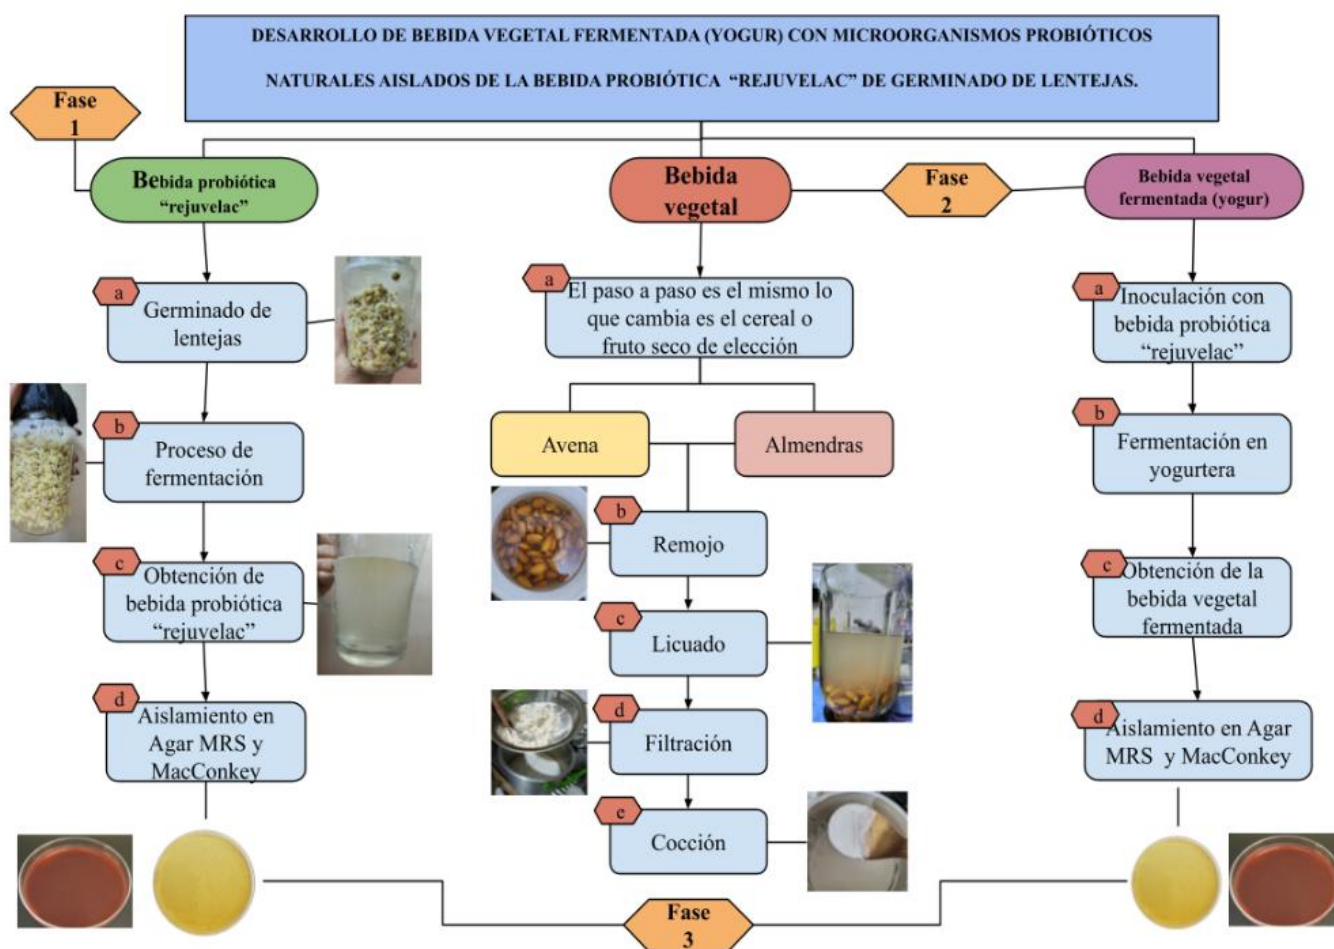 DESARROLLO DE BEBIDA VEGETAL FERMENTADA (YOGUR) CON MICROORGANISMOS PROBIÓTICOS
NATURALES AISLADOS DE LA BEBIDA PROBIÓTICA “REJUVELAC” DE GERMINADO DE LENTEJAS.
Fase
1
Bebida probiótica
“rejuvelac”
a
Germinado de
lentejas
b
Proceso de
fermentación
c
Obtención de
bebida probiótica
“rejuvelac”
d
Aislamiento en
Agar MRS y
MacConkey
Bebida
vegetal
a
El paso a paso es el mismo lo
que cambia es el cereal o
fruto seco de elección
Avena
Almendras
b
Remojo
c
Licuado
d
Filtración
e
Cocción
Fase
2
Bebida vegetal
fermentada (yogur)
a
Inoculación con
bebida probiótica
“rejuvelac”
b
Fermentación en
yogurtera
c
Obtención de la
bebida vegetal
fermentada
d
Aislamiento en Agar
MRS y MacConkey
Fase
3